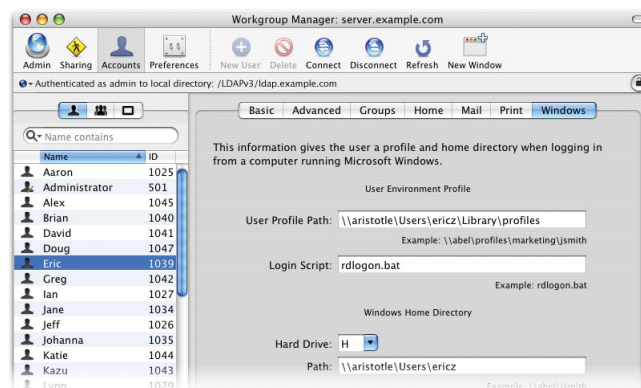 Workgroup Manager: server.example.com
Admin Sharing Accounts Preferences New User Delete Connect Disconnect Refresh New Window
Authenticated as admin to local directory: /LDAPv3/ldap.example.com
Basic Advanced Groups Home Mail Print Windows
Name contains
Name ID
Aaron 1025
Administrator 501
Alex 1045
Brian 1040
David 1041
Doug 1047
Eric 1039
Greg 1042
Ian 1027
Jane 1034
Jeff 1026
Johanna 1035
Katie 1044
Kazu 1043
Lynn 1029
This information gives the user a profile and home directory when logging in
from a computer running Microsoft Windows.
User Environment Profile
User Profile Path: \\aristotle\Users\ericz\Library\profiles
Example: \\abel\profiles\marketing\jsmith
Login Script: rdlogon.bat
Example: rdlogon.bat
Windows Home Directory
Hard Drive: H
Path: \\aristotle\Users\ericz
Example: \\abel\jsmith